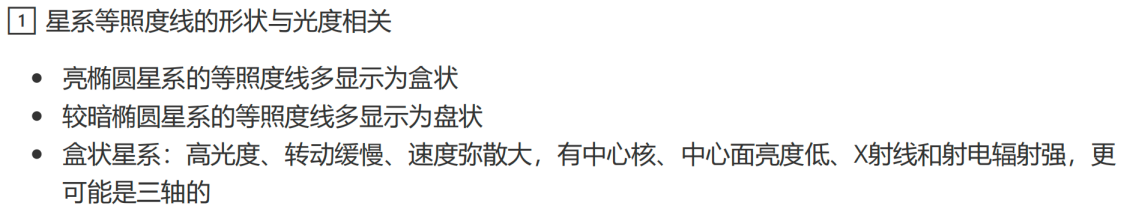 1 星系等照度线的形状与光度相关
• 亮椭圆星系的等照度线多显示为盒状
• 较暗椭圆星系的等照度线多显示为盘状
• 盒状星系：高光度、转动缓慢、速度弥散大，有中心核、中心面亮度低、X射线和射电辐射强，更
可能是三轴的